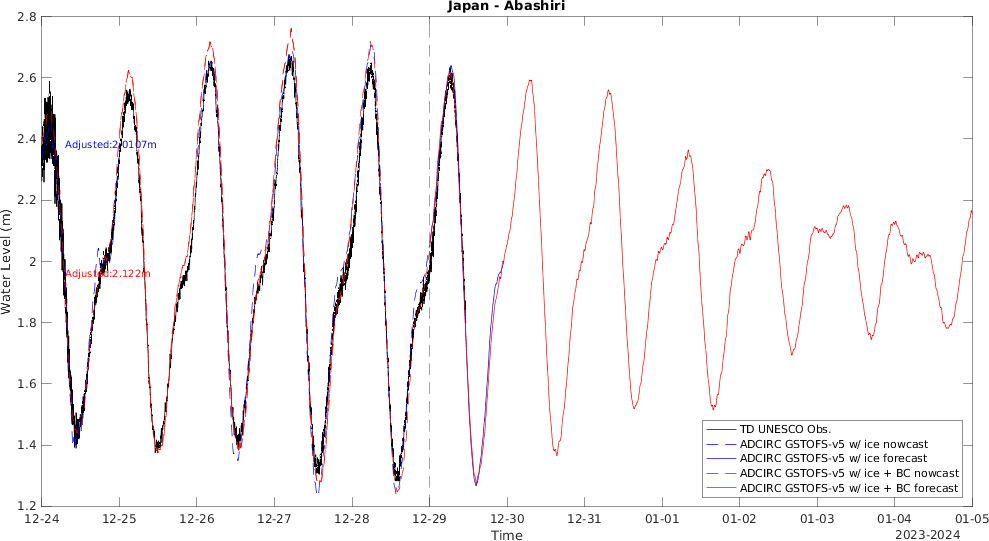 Japan - Abashiri
2.8
2.6
2.4
2.2
2
1.8
1.6
1.4
1.2
Water Level (m)
Adjusted:2.0107m
Adjusted:2.122m
TD UNESCO Obs.
ADCIRC GSTOFS-v5 w/ ice nowcast
ADCIRC GSTOFS-v5 w/ ice forecast
ADCIRC GSTOFS-v5 w/ ice + BC nowcast
ADCIRC GSTOFS-v5 w/ ice + BC forecast
12-24 12-25 12-26 12-27 12-28 12-29 12-30 12-31 01-01 01-02 01-03 01-04 01-05
Time
2023-2024